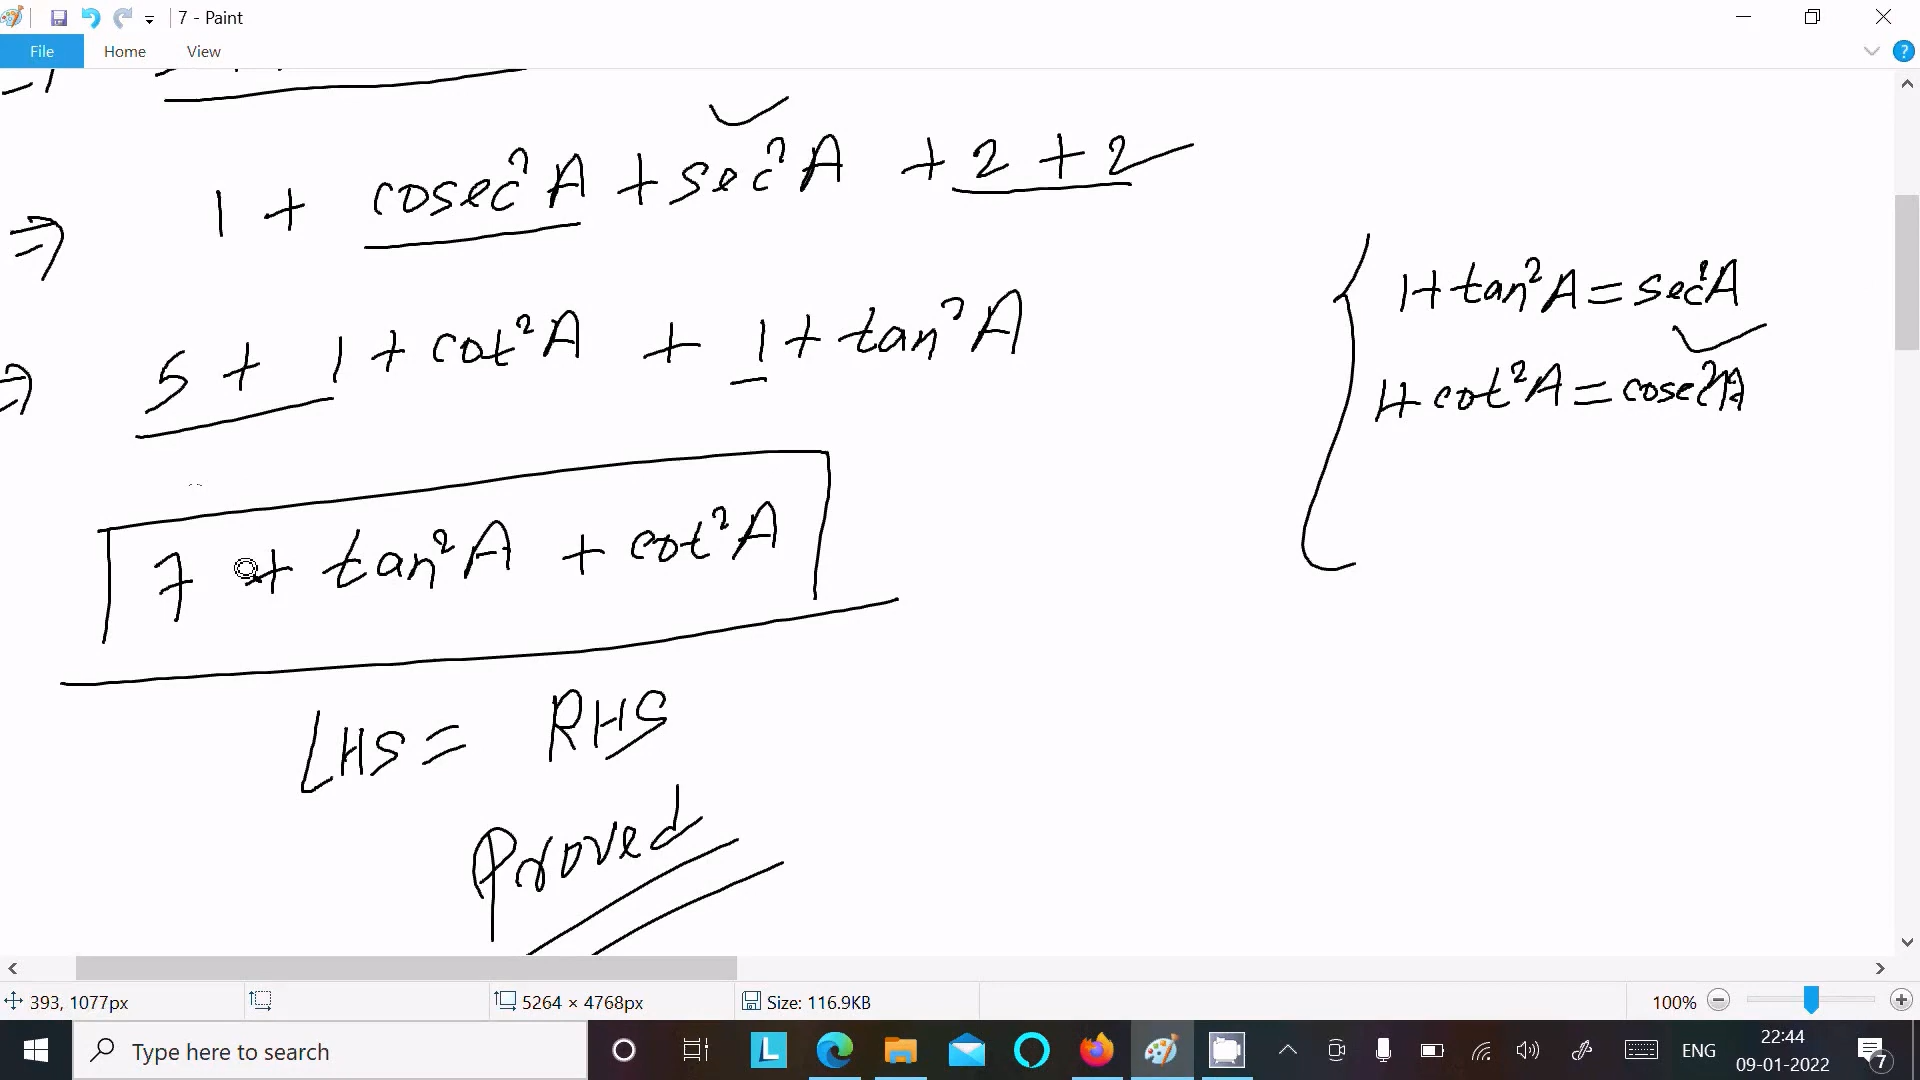 7 - Paint
File Home View
⇒ 1 + cosec²A + sec²A + 2 + 2
1 + tan²A = sec²A
⇒ 5 + 1 + cot²A + 1 + tan²A
1 + cot²A = cosec²A
7 + tan²A + cot²A
LHS = RHS
Proved
393, 1077px
5264 × 4768px
Size: 116.9KB
100%
Type here to search
L
ENG
22:44
09-01-2022
7